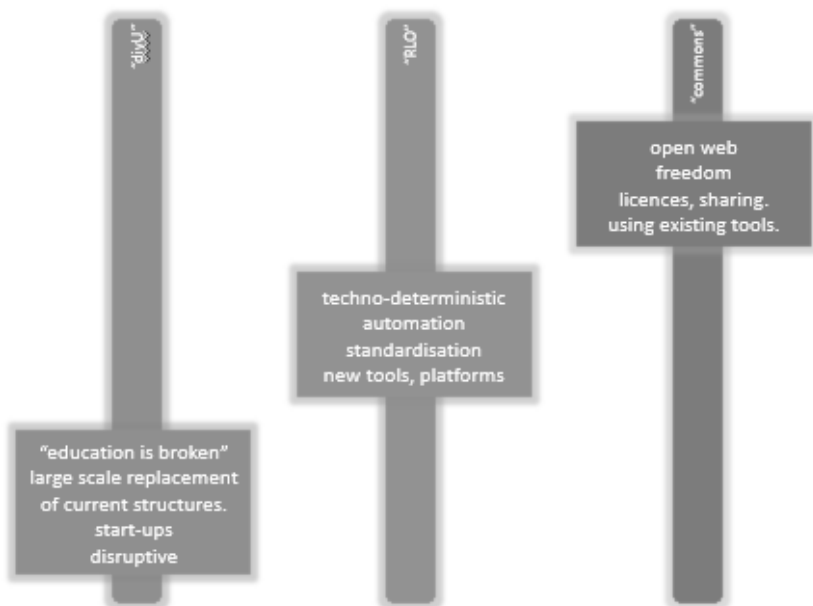 “dixU”
“RLO”
“commons”
open web
freedom
licences, sharing.
using existing tools.
techno-deterministic
automation
standardisation
new tools, platforms
“education is broken”
large scale replacement
of current structures.
start-ups
disruptive